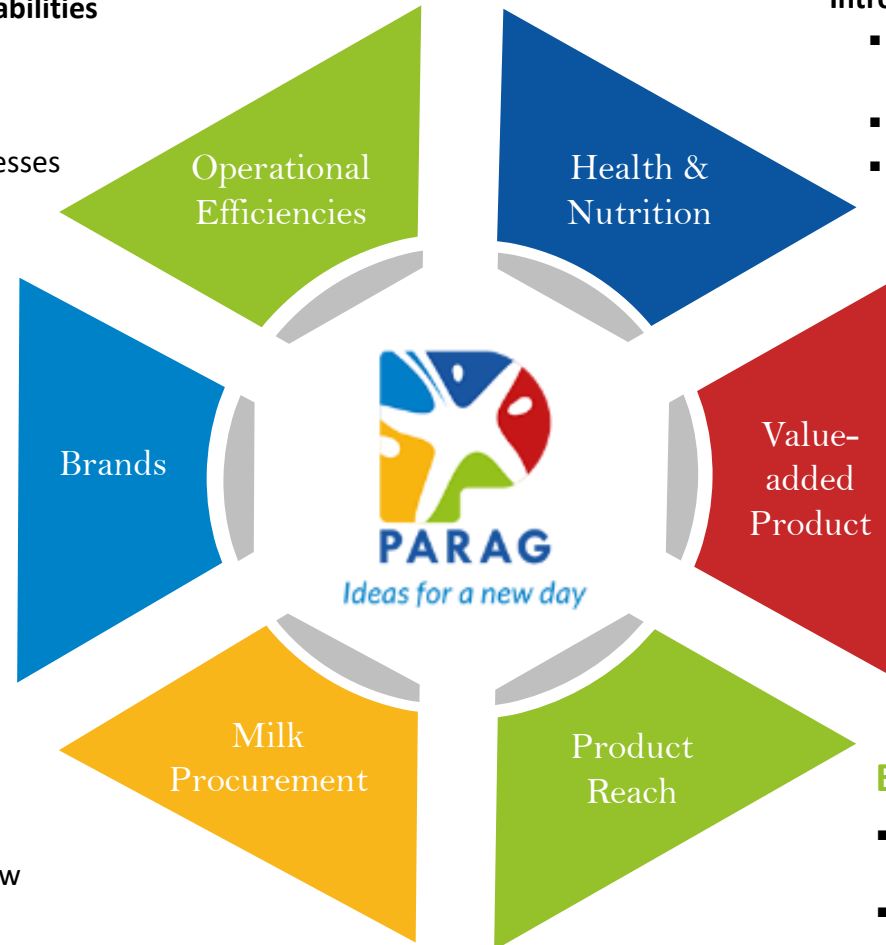 abilities
Intro
esses
Operational
Efficiencies
Health &
Nutrition
Brands
Value-
added
Product
PARAG
Ideas for a new day
Milk
Procurement
Product
Reach
w